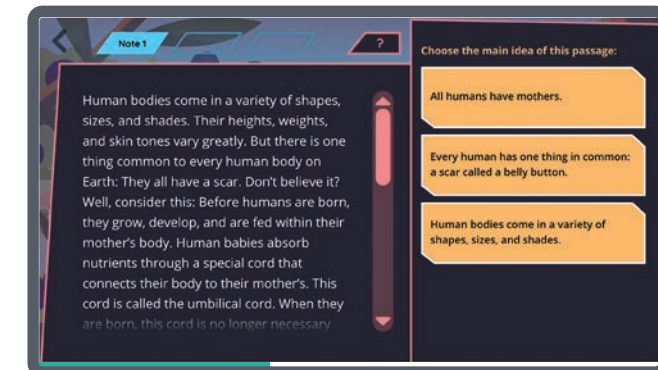 Note 1
?
Human bodies come in a variety of shapes,
sizes, and shades. Their heights, weights,
and skin tones vary greatly. But there is one
thing common to every human body on
Earth: They all have a scar. Don't believe it?
Well, consider this: Before humans are born,
they grow, develop, and are fed within their
mother's body. Human babies absorb
nutrients through a special cord that
connects their body to their mother's. This
cord is called the umbilical cord. When they
are born, this cord is no longer necessary
Choose the main idea of this passage:
All humans have mothers.
Every human has one thing in common:
a scar called a belly button.
Human bodies come in a variety of
shapes, sizes, and shades.